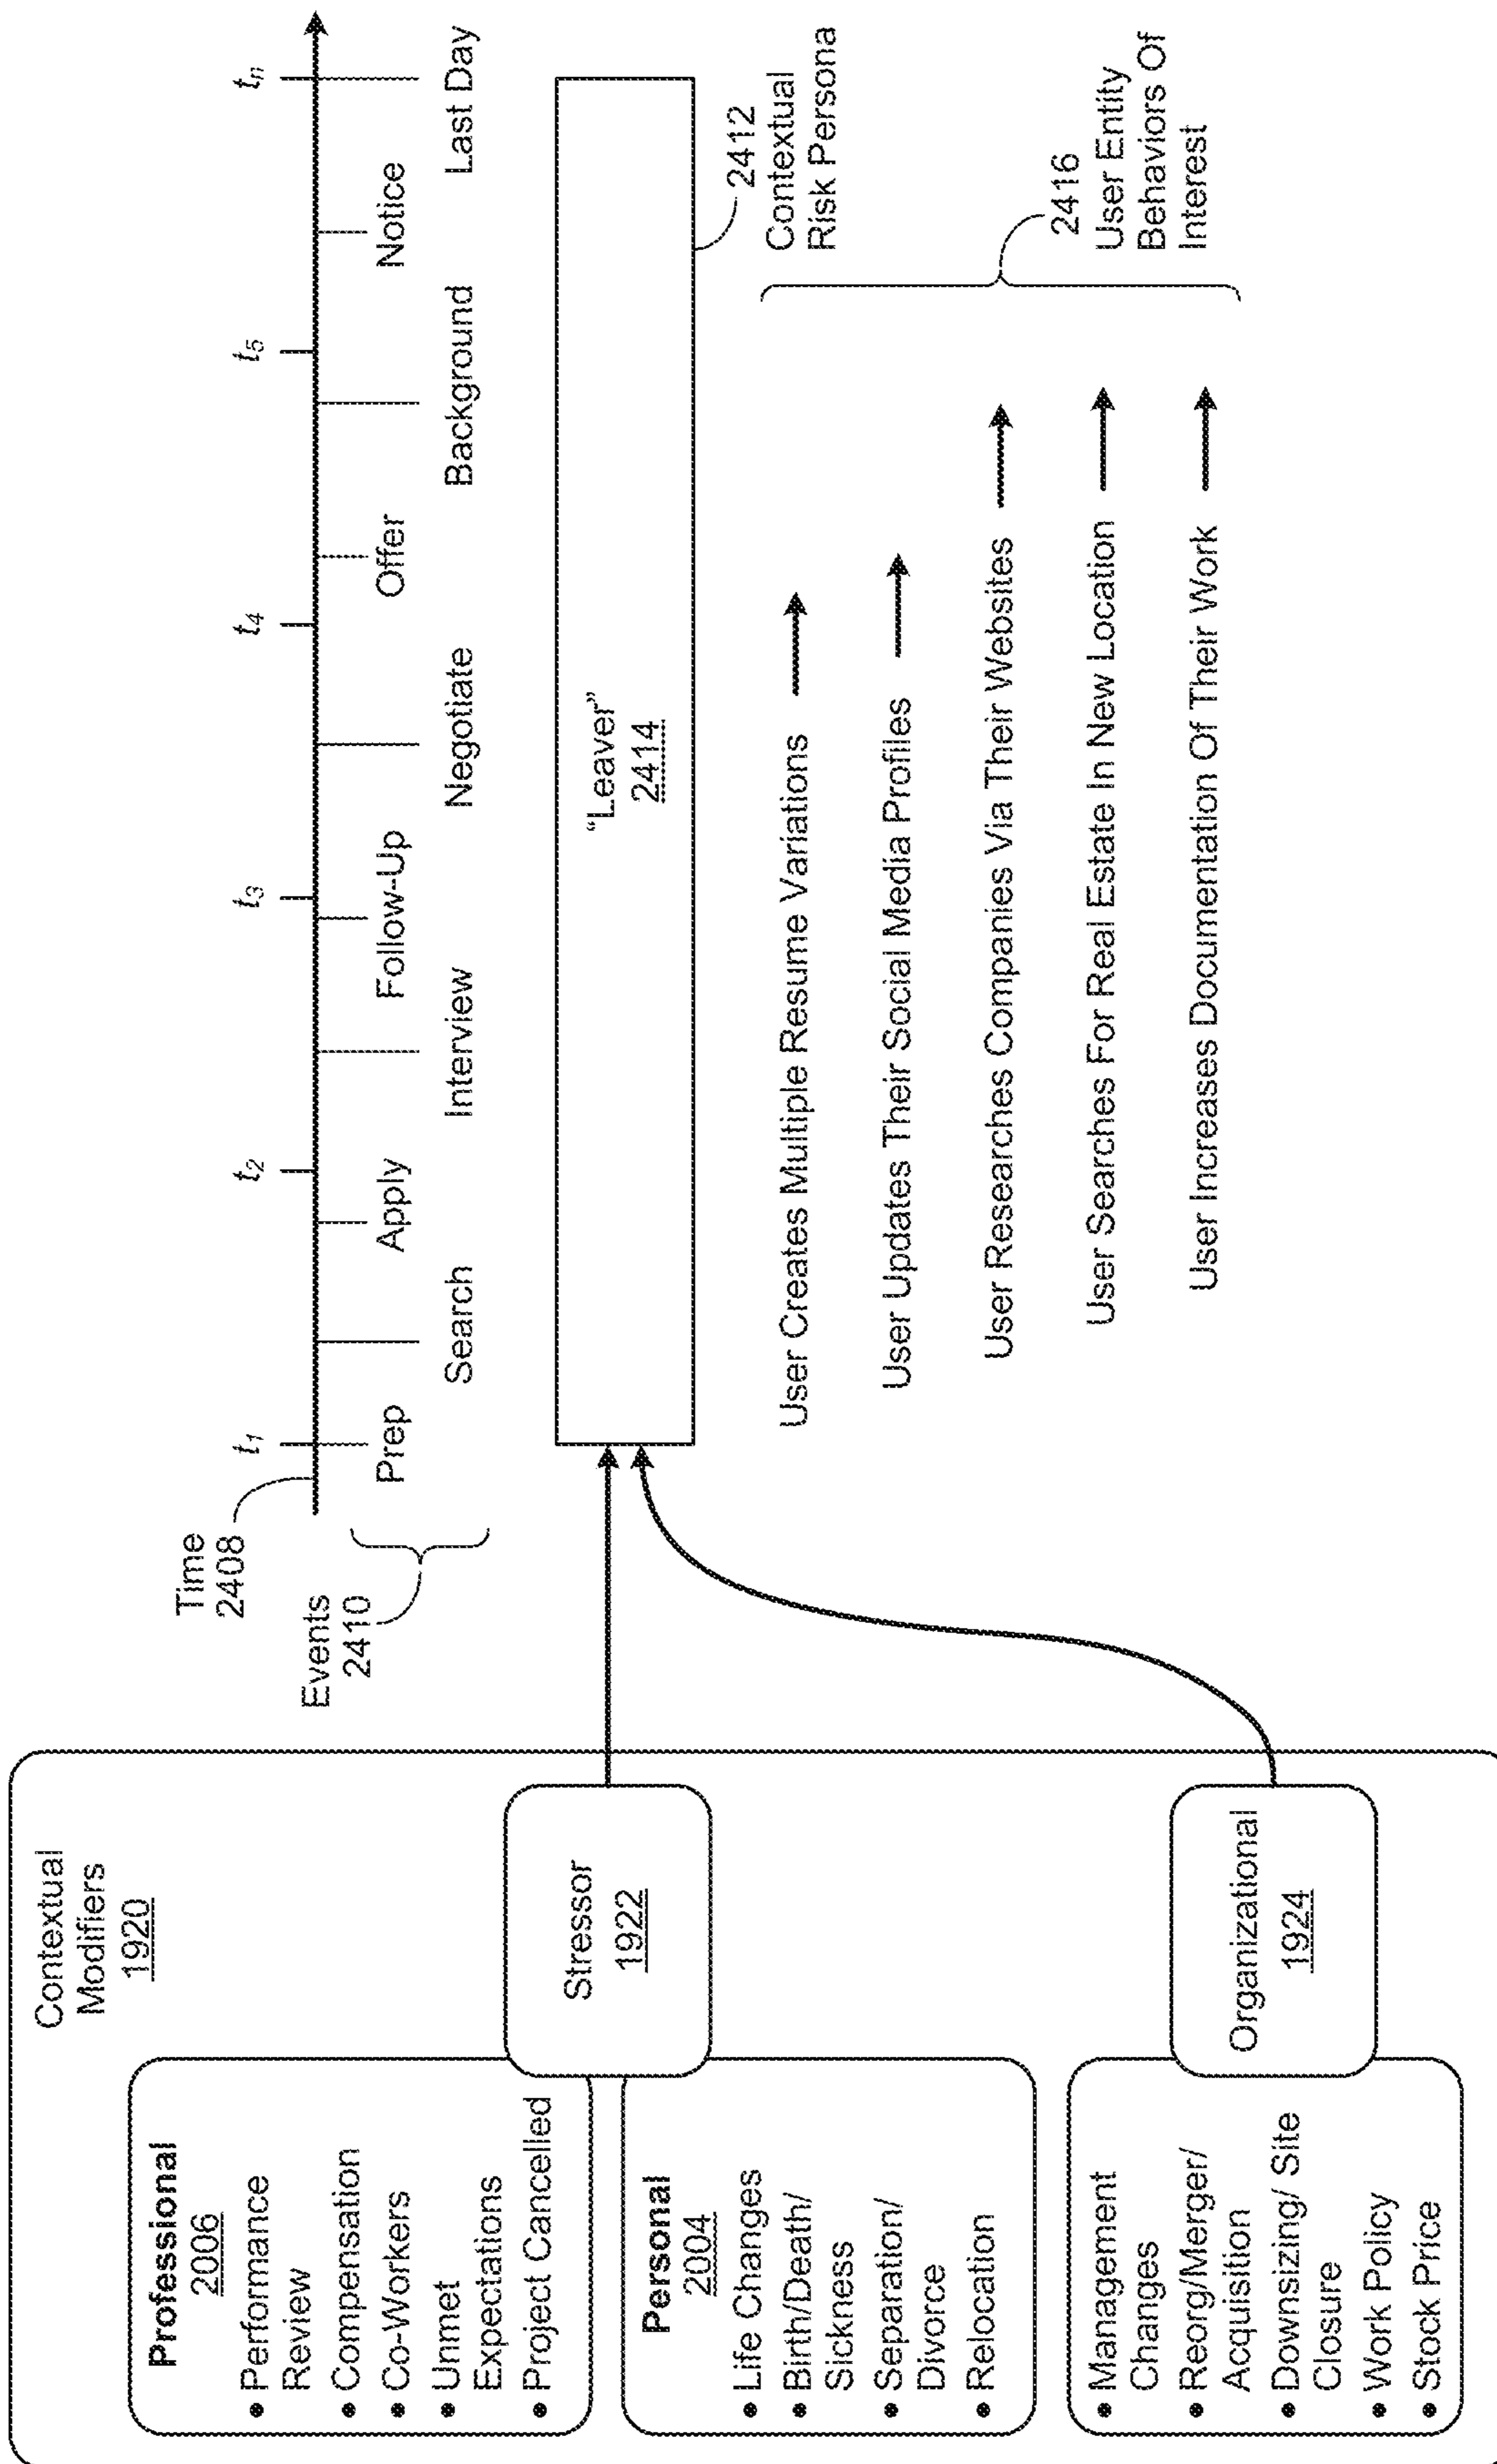 Contextual
Modifiers
1920
Professional
2006
• Performance
Review
• Compensation
• Co-Workers
• Unmet
Expectations
• Project Cancelled
Personal
2004
• Life Changes
• Birth/Death/
Sickness
• Separation/
Divorce
• Relocation
• Management
Changes
• Reorg/Merger/
Acquisition
• Downsizing/ Site
Closure
• Work Policy
• Stock Price
Stressor
1922
Organizational
1924
Time
2408
Events
2410
t1
t2
t3
t4
t5
tn
Prep
Search
Apply
Interview
Follow-Up
Negotiate
Offer
Background
Notice
Last Day
“Leaver”
2414
2412
Contextual
Risk Persona
User Creates Multiple Resume Variations
User Updates Their Social Media Profiles
User Researches Companies Via Their Websites
User Searches For Real Estate In New Location
User Increases Documentation Of Their Work
2416
User Entity
Behaviors Of
Interest